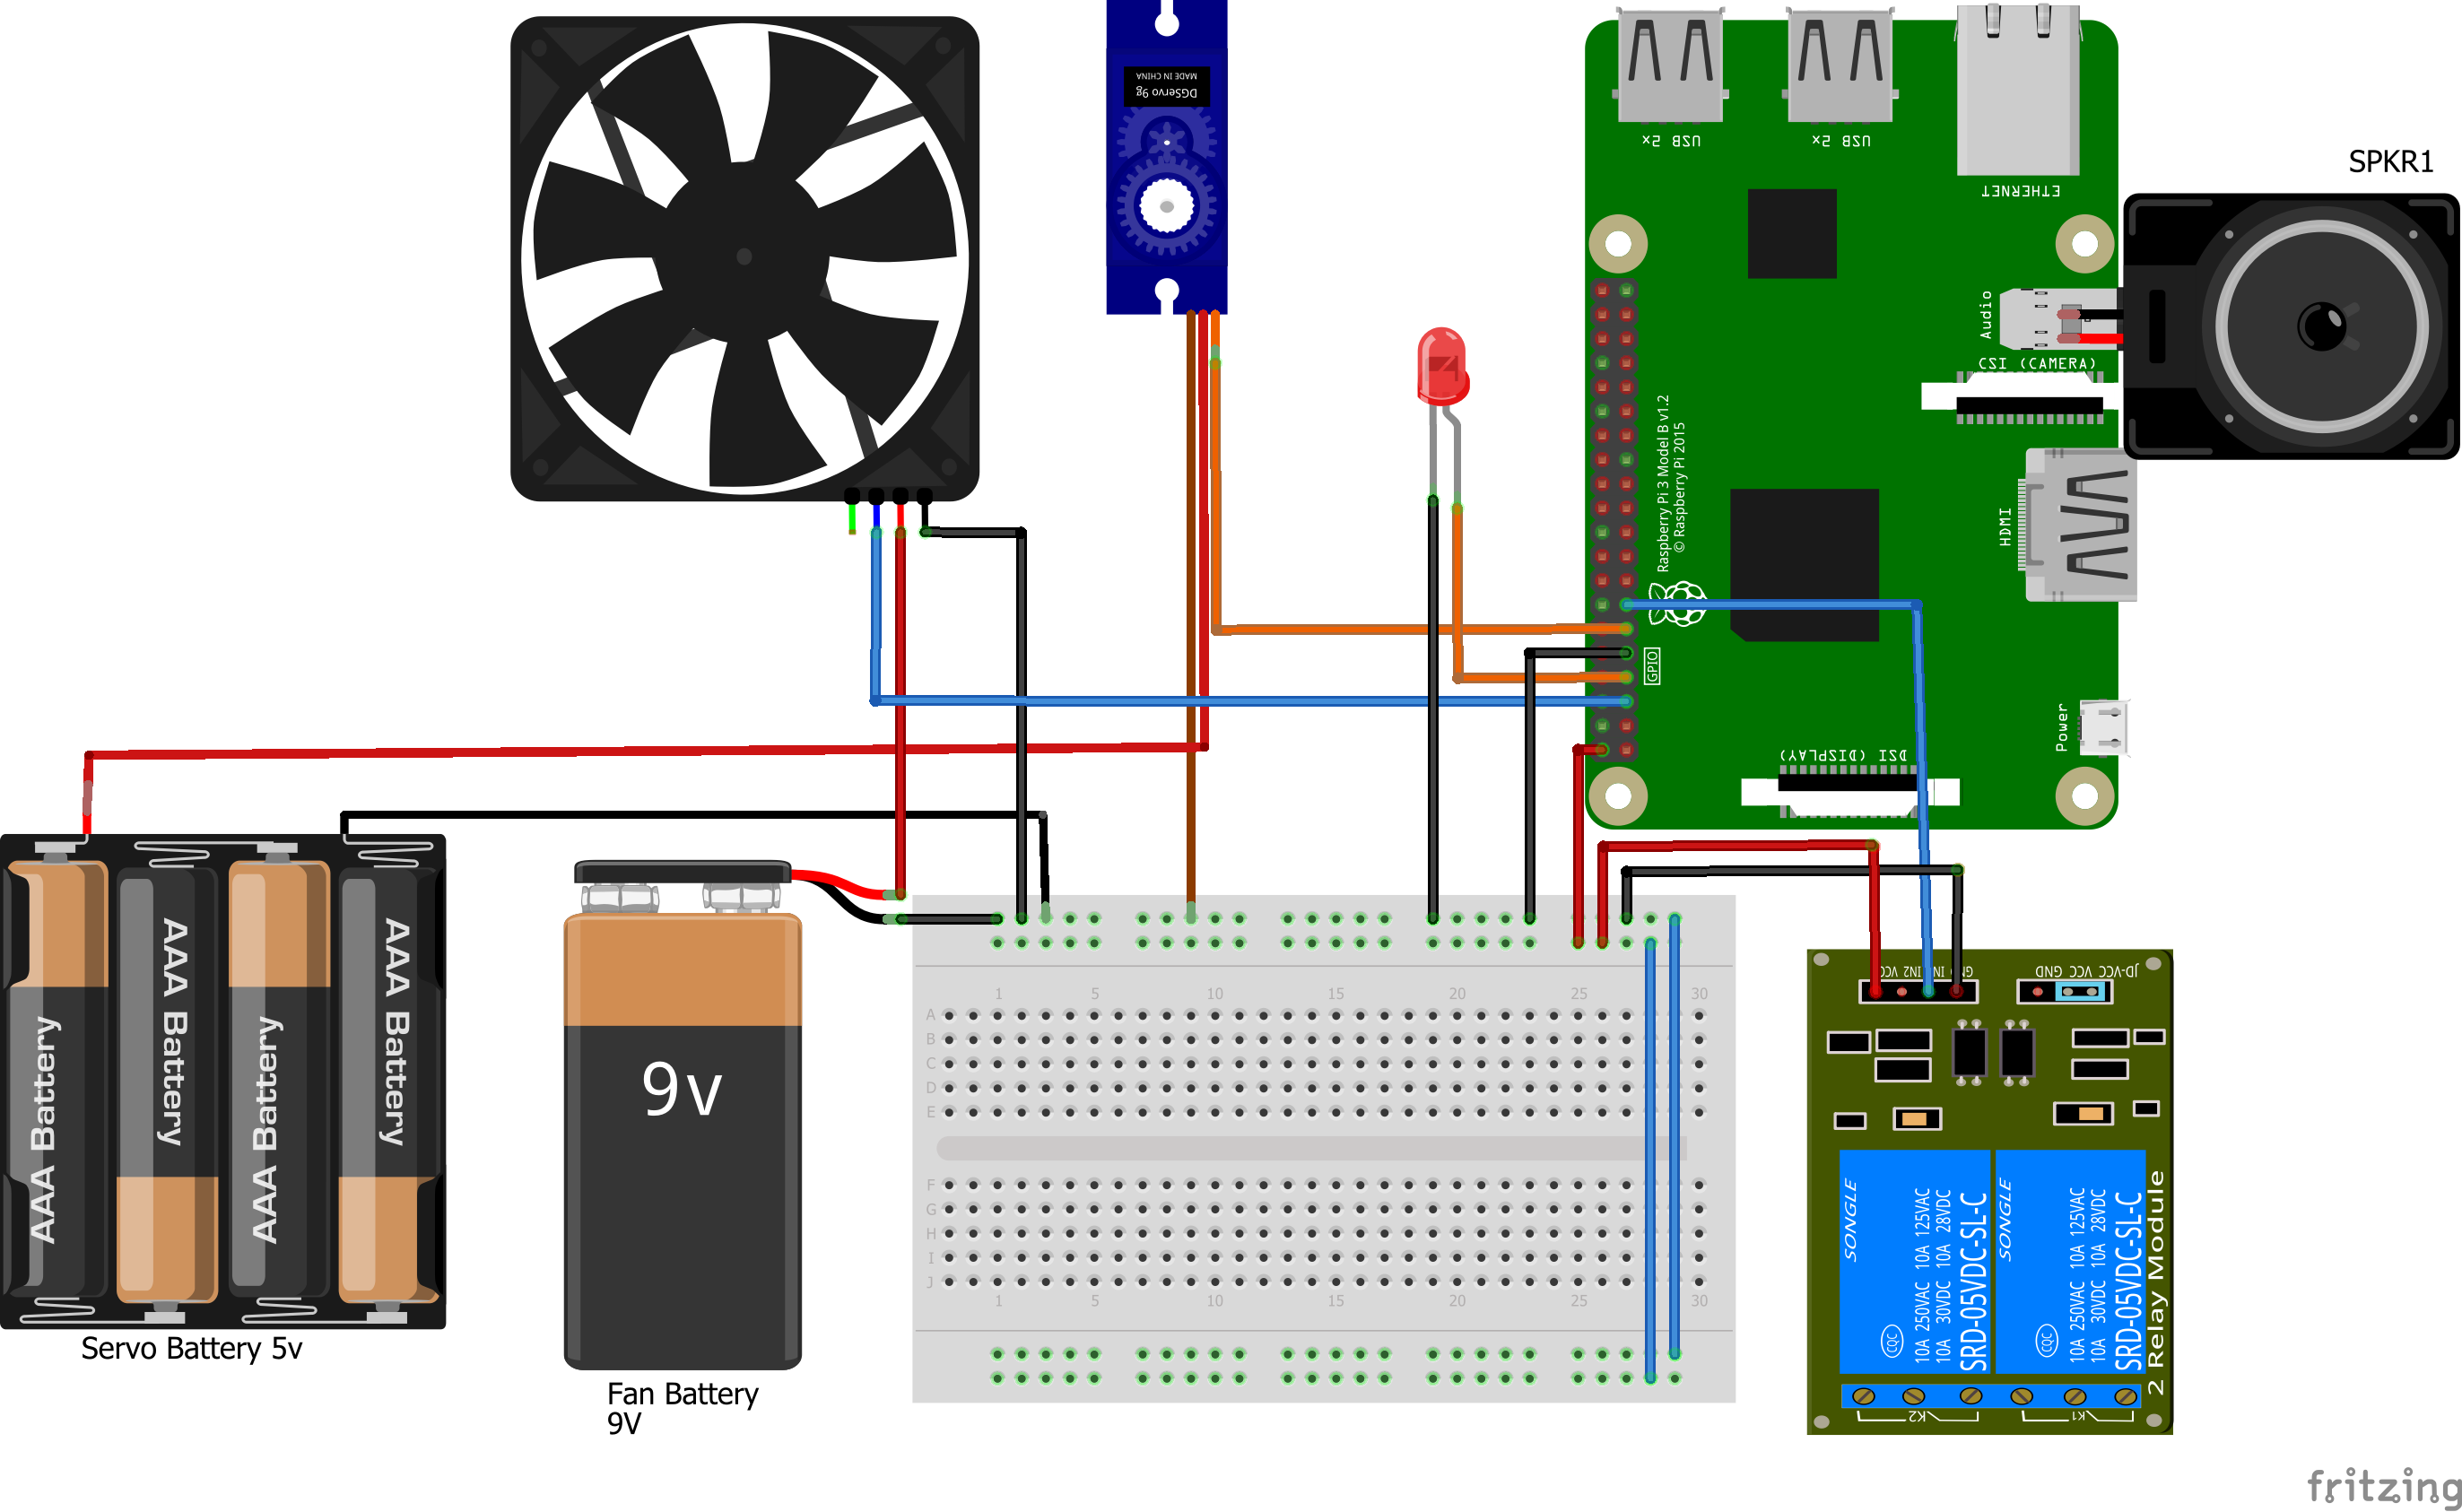 DGServo 9g
MADE IN CHINA
USB 2x
USB 2x
ETHERNET
SPKR1
Audio
CSI (CAMERA)
Raspberry Pi 3 Model B v1.2
© Raspberry Pi 2015
HDMI
GPIO
Power
DSI (DISPLAY)
AAA Battery
AAA Battery
AAA Battery
AAA Battery
Servo Battery 5v
9v
Fan Battery
9V
1 5 10 15 20 25 30
A
B
C
D
E
F
G
H
I
J
1 5 10 15 20 25 30
JD-VCC VCC GND
SONGLE
10A 250VAC 10A 125VAC
10A 30VDC 10A 28VDC
SRD-05VDC-SL-C
CQC
SONGLE
10A 250VAC 10A 125VAC
10A 30VDC 10A 28VDC
SRD-05VDC-SL-C
CQC
2 Relay Module
K2
K1
fritzing